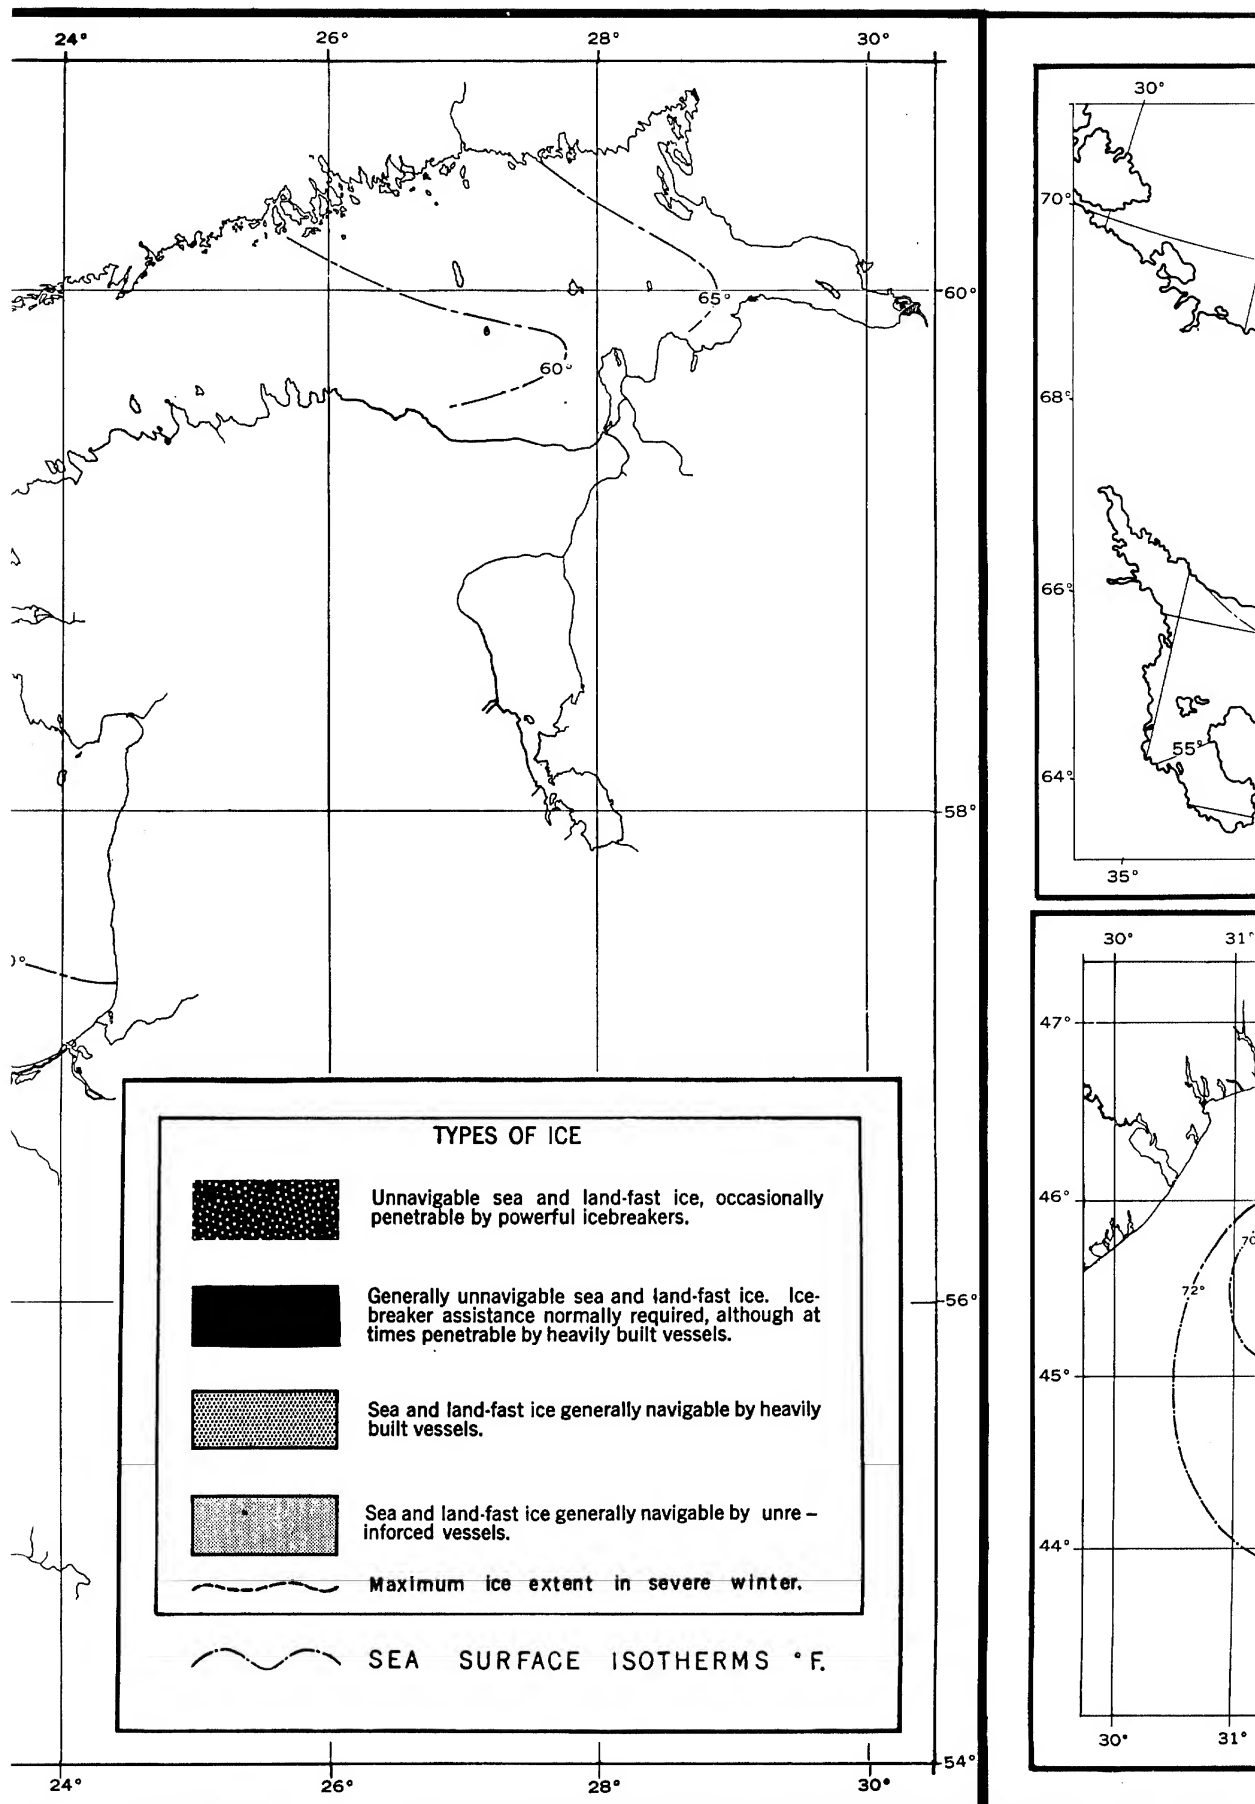 24°
26°
28°
30°
65°
60°
60°
58°
56°
54°
24°
26°
28°
30°
TYPES OF ICE
Unnavigable sea and land-fast ice, occasionally
penetrable by powerful icebreakers.
Generally unnavigable sea and land-fast ice. Ice-
breaker assistance normally required, although at
times penetrable by heavily built vessels.
Sea and land-fast ice generally navigable by heavily
built vessels.
Sea and land-fast ice generally navigable by unre-
inforced vessels.
Maximum ice extent in severe winter.
SEA SURFACE ISOTHERMS °F.
30°
70°
68°
66°
64°
55°
35°
30°
31°
47°
46°
45°
44°
70
72°
30°
31°